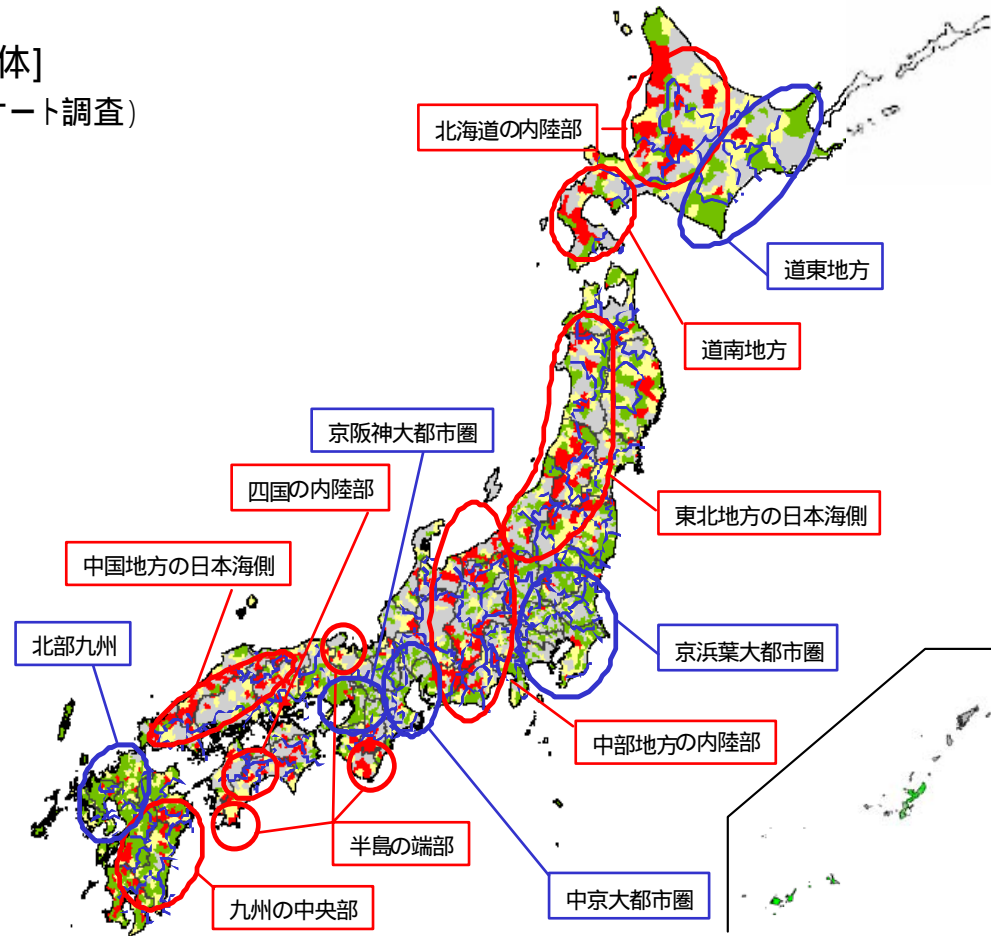 体]
ート調査）
北海道の内陸部
道東地方
道南地方
京阪神大都市圏
四国の内陸部
東北地方の日本海側
中国地方の日本海側
北部九州
京浜葉大都市圏
中部地方の内陸部
半島の端部
中京大都市圏
九州の中央部